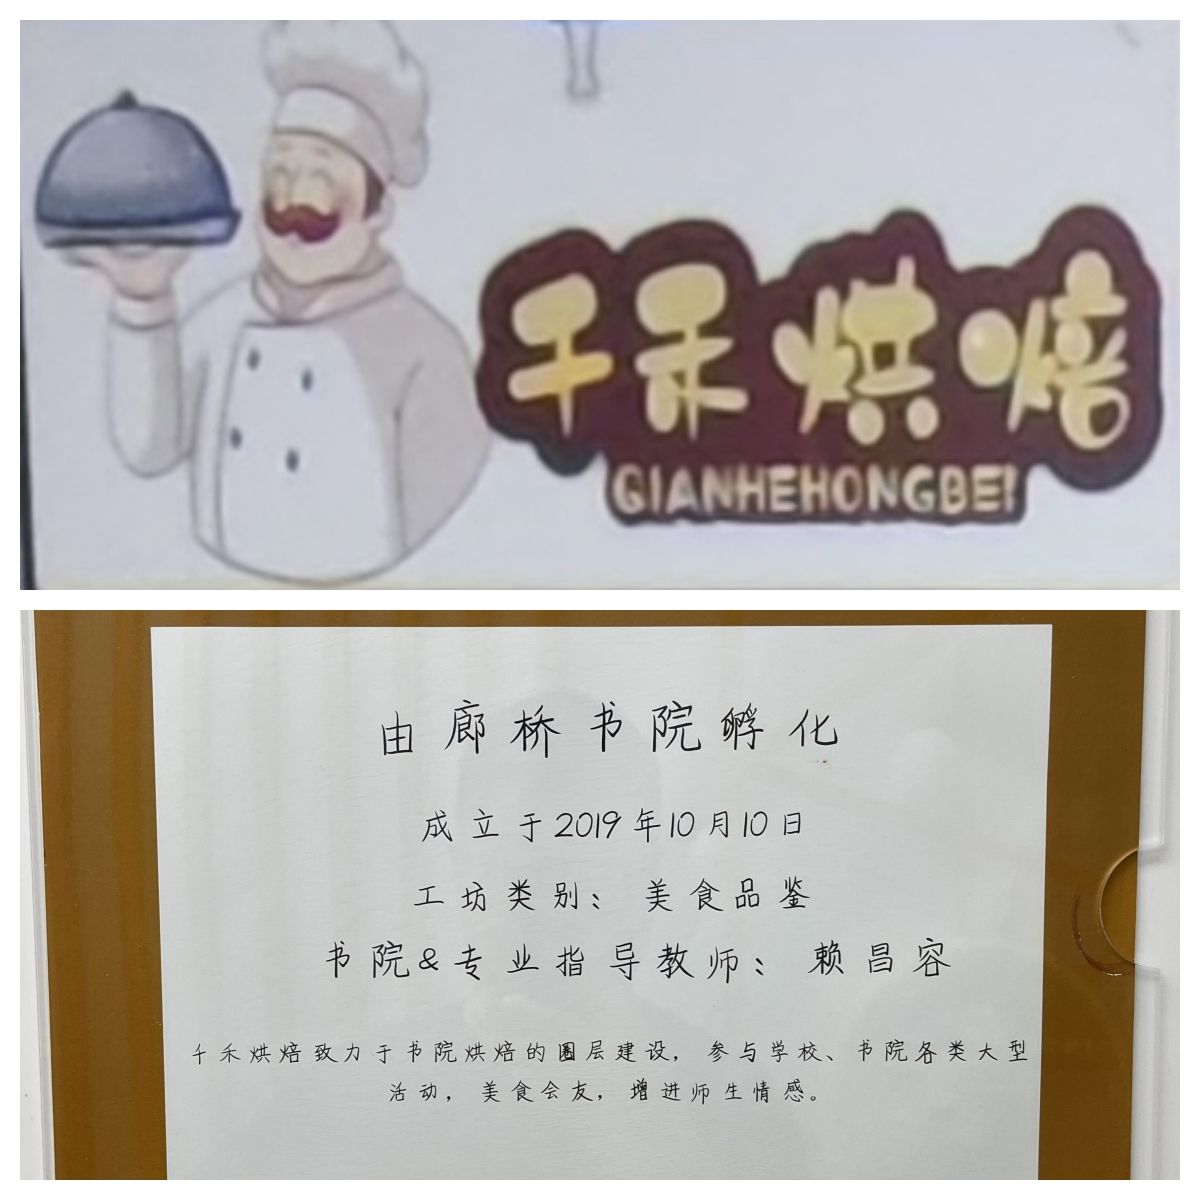 千禾烘焙
QIANHEHONGBEI
由廊桥书院孵化
成立于2019年10月10日
工坊类别：美食品鉴
书院&专业指导教师：赖昌容
千禾烘焙致力于书院烘焙的圈层建设，参与学校、书院各类大型
活动，美食会友，增进师生情感。